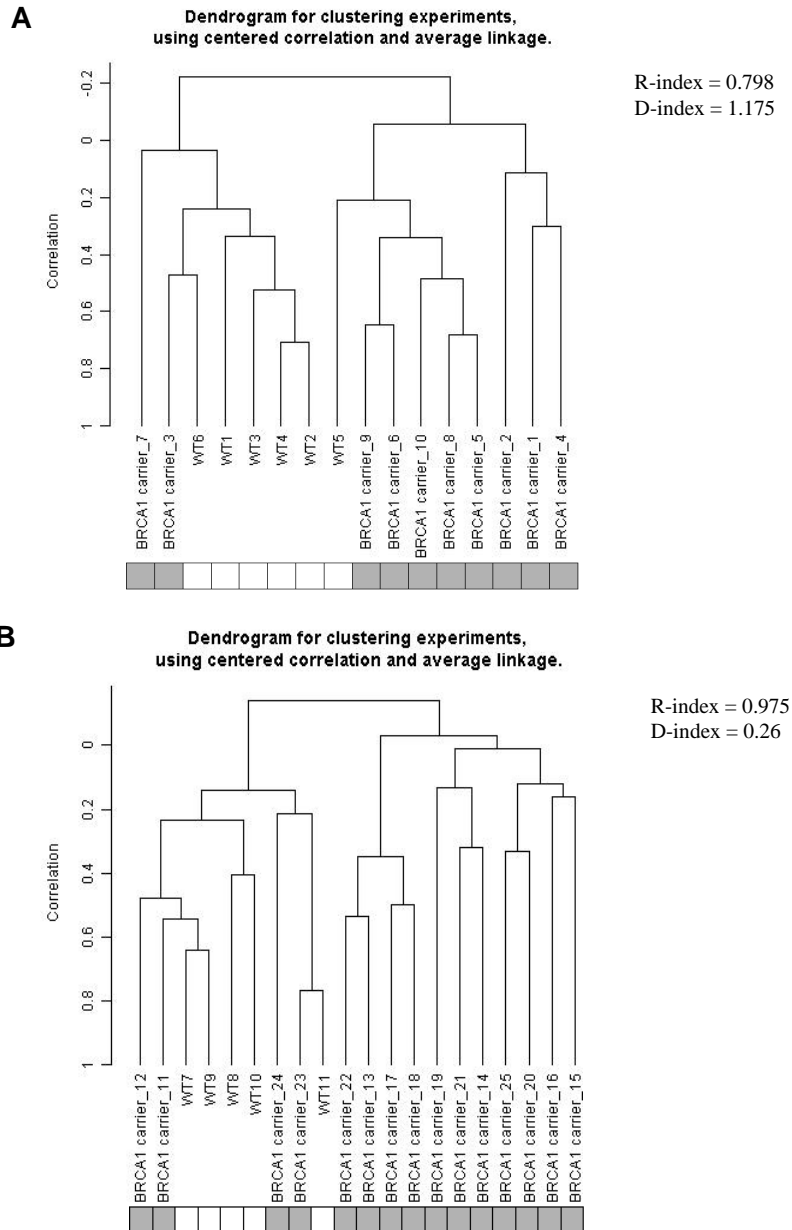 A
Dendrogram for clustering experiments,
using centered correlation and average linkage.
R-index = 0.798
D-index = 1.175
Correlation
-0.2
0
0.2
0.4
0.6
0.8
1
BRCA1 carrier_7
BRCA1 carrier_3
WT6
WT1
WT3
WT4
WT2
WT5
BRCA1 carrier_9
BRCA1 carrier_6
BRCA1 carrier_10
BRCA1 carrier_8
BRCA1 carrier_5
BRCA1 carrier_2
BRCA1 carrier_1
BRCA1 carrier_4
B
Dendrogram for clustering experiments,
using centered correlation and average linkage.
R-index = 0.975
D-index = 0.26
Correlation
0
0.2
0.4
0.6
0.8
1
BRCA1 carrier_12
BRCA1 carrier_11
WT7
WT9
WT8
WT10
BRCA1 carrier_24
BRCA1 carrier_23
WT11
BRCA1 carrier_22
BRCA1 carrier_13
BRCA1 carrier_17
BRCA1 carrier_18
BRCA1 carrier_19
BRCA1 carrier_21
BRCA1 carrier_14
BRCA1 carrier_25
BRCA1 carrier_20
BRCA1 carrier_16
BRCA1 carrier_15